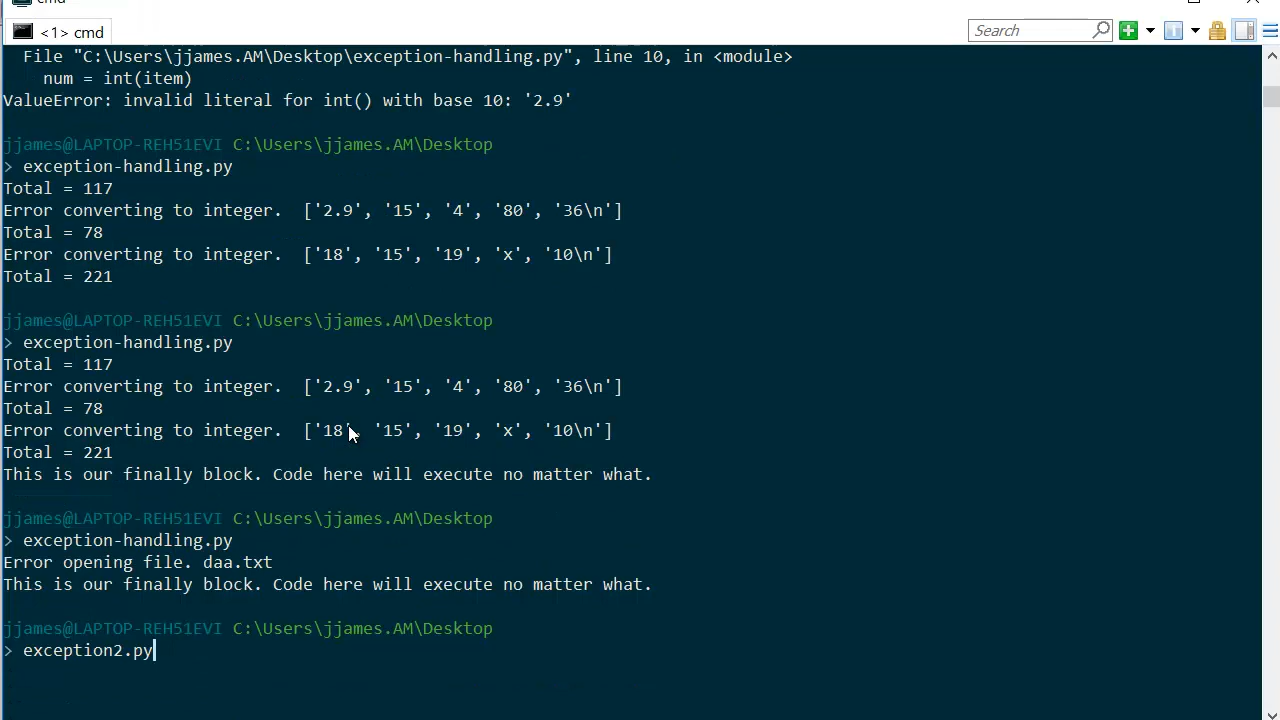 cmd
<1> cmd
Search
File "C:\Users\jjames.AM\Desktop\exception-handling.py", line 10, in <module>
num = int(item)
ValueError: invalid literal for int() with base 10: '2.9'
jjames@LAPTOP-REH51EVI C:\Users\jjames.AM\Desktop
> exception-handling.py
Total = 117
Error converting to integer.  ['2.9', '15', '4', '80', '36\n']
Total = 78
Error converting to integer.  ['18', '15', '19', 'x', '10\n']
Total = 221
jjames@LAPTOP-REH51EVI C:\Users\jjames.AM\Desktop
> exception-handling.py
Total = 117
Error converting to integer.  ['2.9', '15', '4', '80', '36\n']
Total = 78
Error converting to integer.  ['18', '15', '19', 'x', '10\n']
Total = 221
This is our finally block. Code here will execute no matter what.
jjames@LAPTOP-REH51EVI C:\Users\jjames.AM\Desktop
> exception-handling.py
Error opening file. daa.txt
This is our finally block. Code here will execute no matter what.
jjames@LAPTOP-REH51EVI C:\Users\jjames.AM\Desktop
> exception2.py